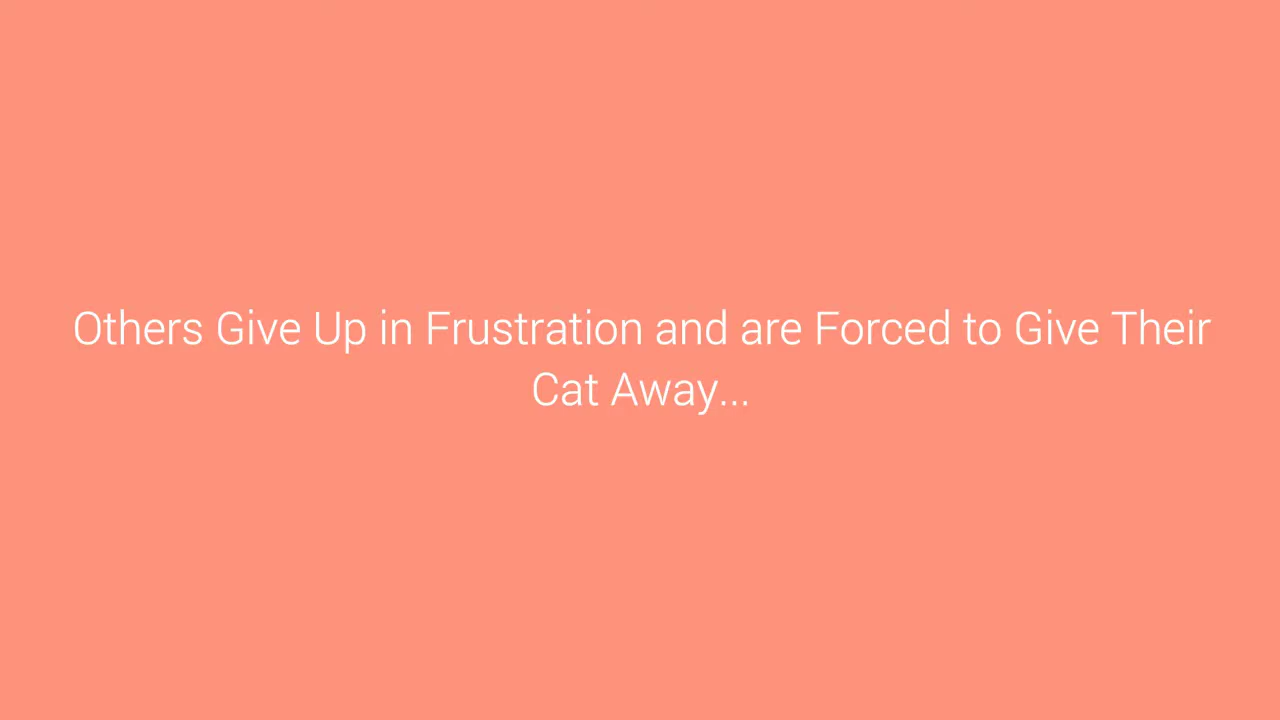 Others Give Up in Frustration and are Forced to Give Their
Cat Away...